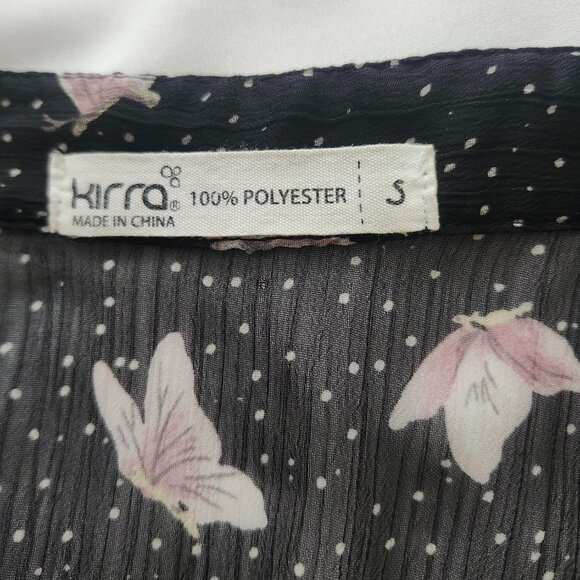 kirra® 100% POLYESTER S
MADE IN CHINA